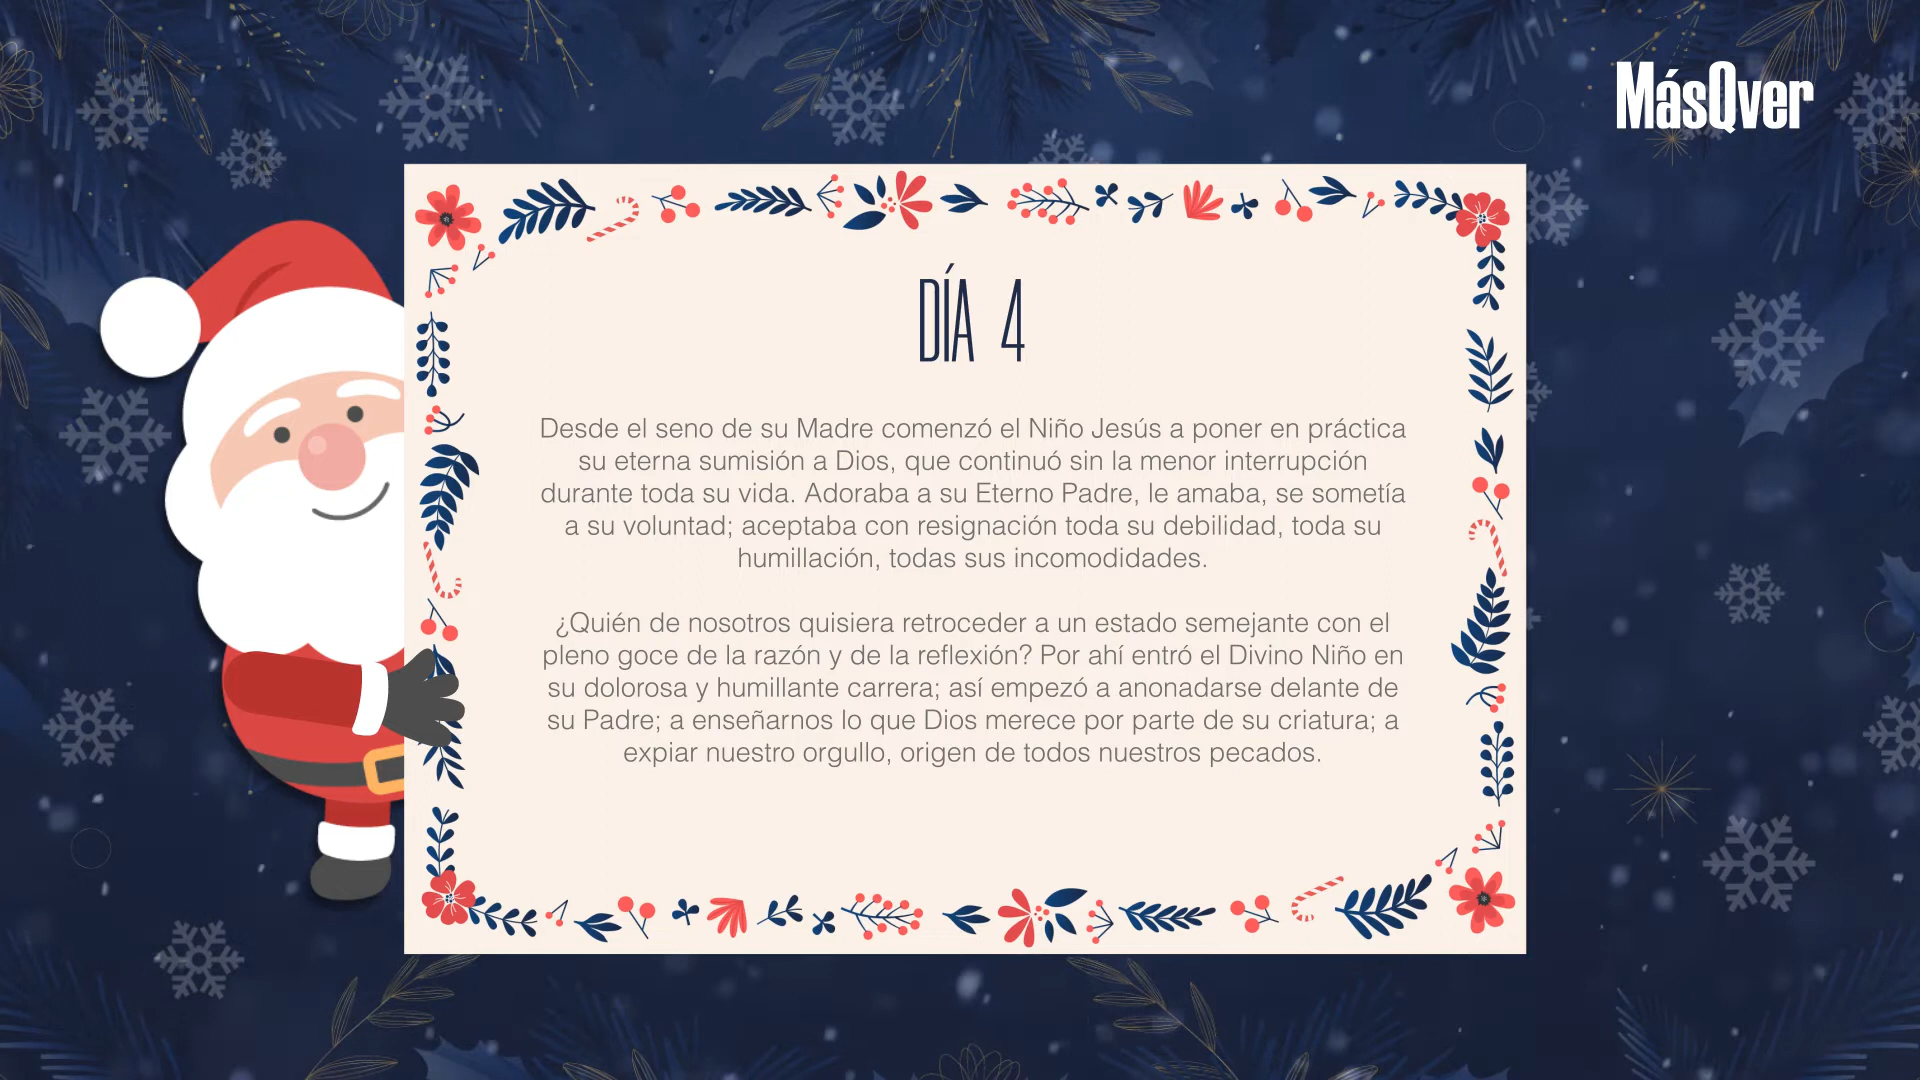 MásQver
DÍA 4
Desde el seno de su Madre comenzó el Niño Jesús a poner en práctica
su eterna sumisión a Dios, que continuó sin la menor interrupción
durante toda su vida. Adoraba a su Eterno Padre, le amaba, se sometía
a su voluntad; aceptaba con resignación toda su debilidad, toda su
humillación, todas sus incomodidades.
¿Quién de nosotros quisiera retroceder a un estado semejante con el
pleno goce de la razón y de la reflexión? Por ahí entró el Divino Niño en
su dolorosa y humillante carrera; así empezó a anonadarse delante de
su Padre; a enseñarnos lo que Dios merece por parte de su criatura; a
expiar nuestro orgullo, origen de todos nuestros pecados.